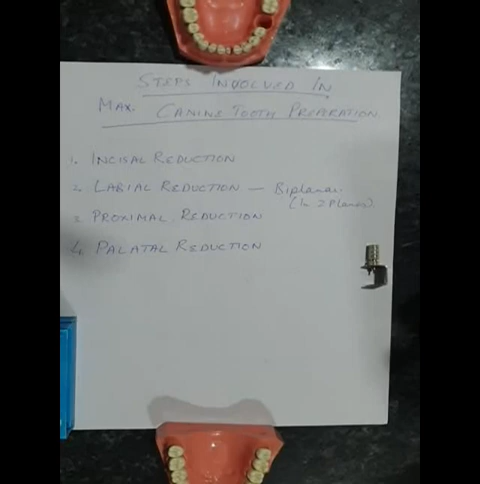 STEPS INVOLVED IN
MAX. CANINE TOOTH PREPERATION
1. INCISAL REDUCTION
2. LABIAL REDUCTION — Biplanar.
(In 2 Planes).
3. PROXIMAL REDUCTION
4. PALATAL REDUCTION